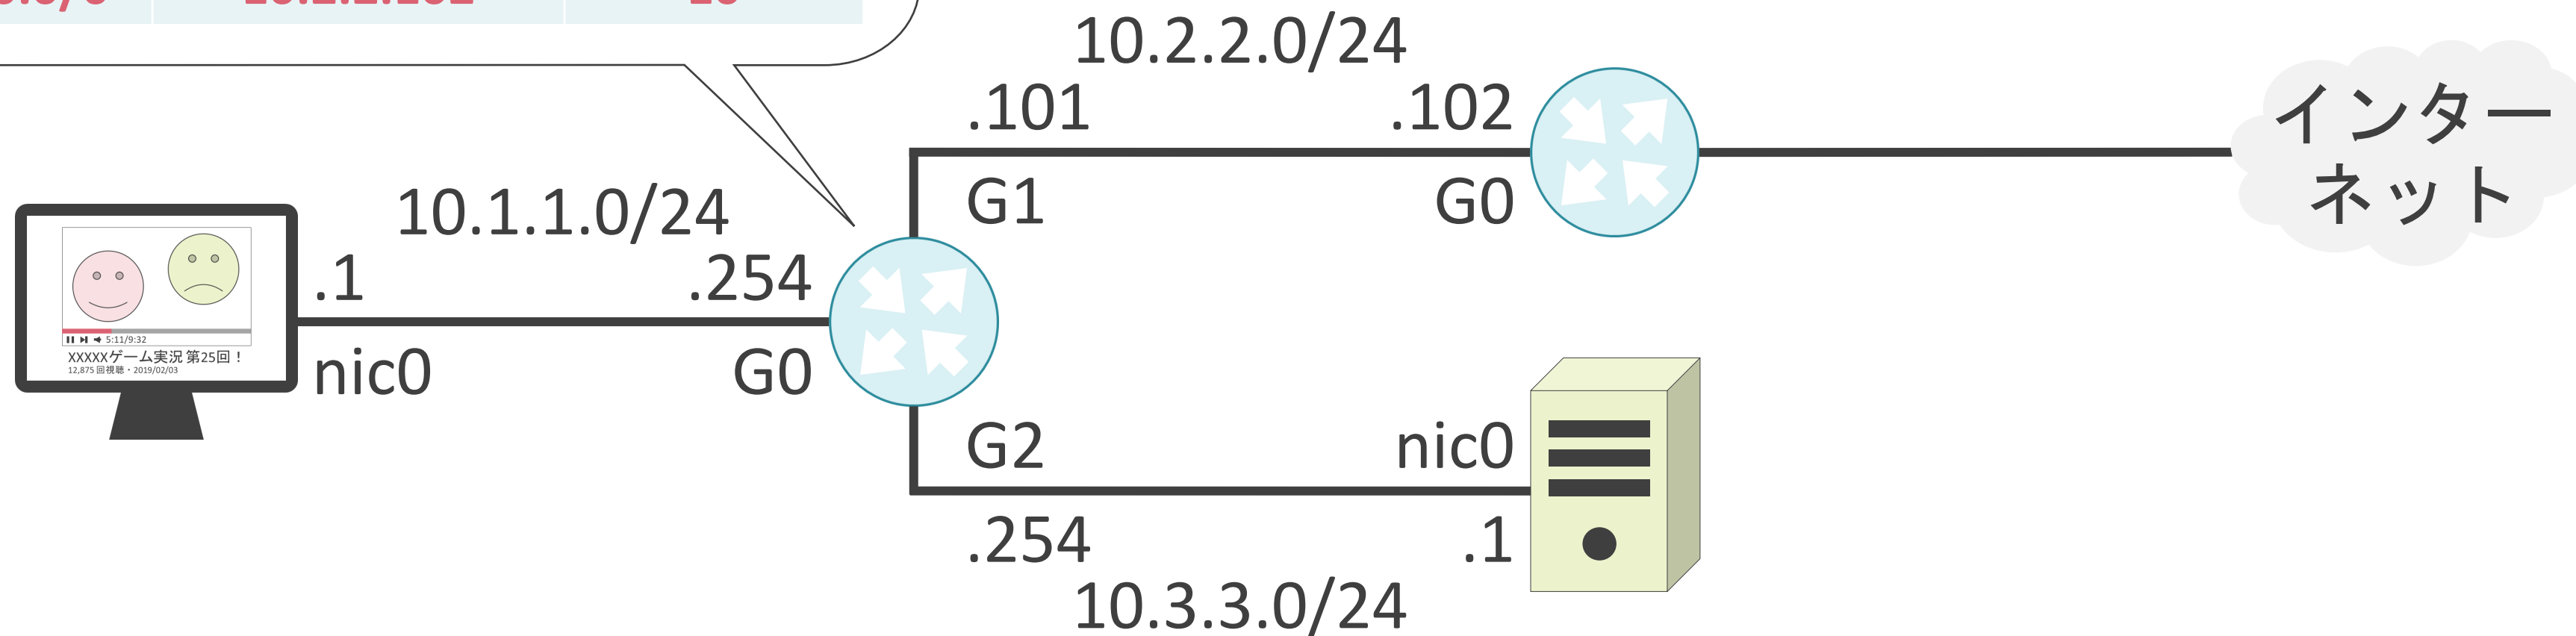 10.2.2.0/24
.101
.102
G1
G0
インター
ネット
10.1.1.0/24
.1
.254
nic0
G0
5:11/9:32
XXXXXゲーム実況 第25回！
12,875 回視聴・2019/02/03
G2
nic0
.254
.1
10.3.3.0/24